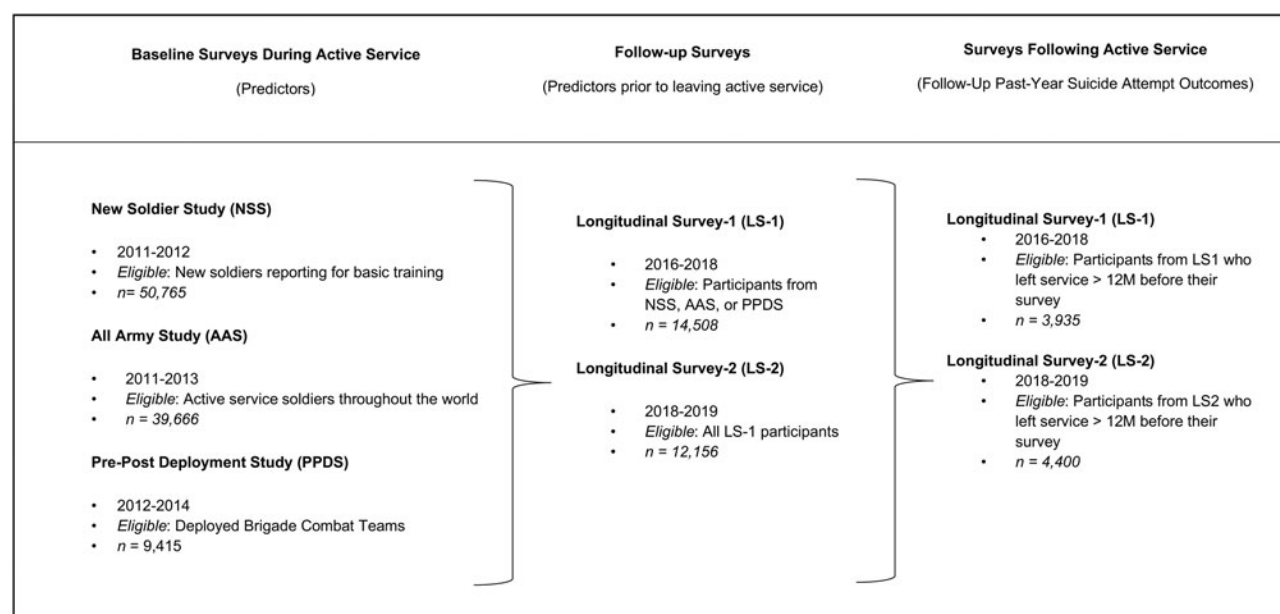 Baseline Surveys During Active Service
(Predictors)
Follow-up Surveys
(Predictors prior to leaving active service)
Surveys Following Active Service
(Follow-Up Past-Year Suicide Attempt Outcomes)
New Soldier Study (NSS)
• 2011-2012
• Eligible: New soldiers reporting for basic training
• n= 50,765
All Army Study (AAS)
• 2011-2013
• Eligible: Active service soldiers throughout the world
• n = 39,666
Pre-Post Deployment Study (PPDS)
• 2012-2014
• Eligible: Deployed Brigade Combat Teams
• n = 9,415
Longitudinal Survey-1 (LS-1)
• 2016-2018
• Eligible: Participants from
NSS, AAS, or PPDS
• n = 14,508
Longitudinal Survey-2 (LS-2)
• 2018-2019
• Eligible: All LS-1 participants
• n = 12,156
Longitudinal Survey-1 (LS-1)
• 2016-2018
• Eligible: Participants from LS1 who
left service > 12M before their
survey
• n = 3,935
Longitudinal Survey-2 (LS-2)
• 2018-2019
• Eligible: Participants from LS2 who
left service > 12M before their
survey
• n = 4,400